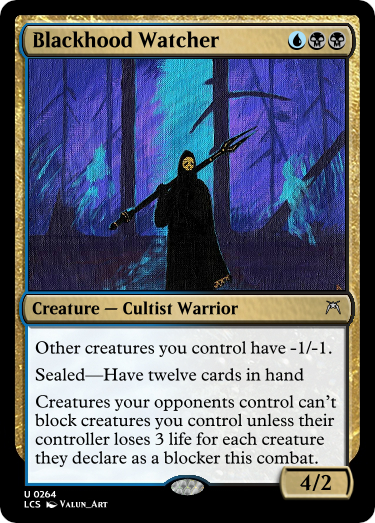 Blackhood Watcher
Creature — Cultist Warrior
Other creatures you control have -1/-1.
Sealed—Have twelve cards in hand
Creatures your opponents control can't
block creatures you control unless their
controller loses 3 life for each creature
they declare as a blocker this combat.
4/2
U 0264
LCS Valun_Art